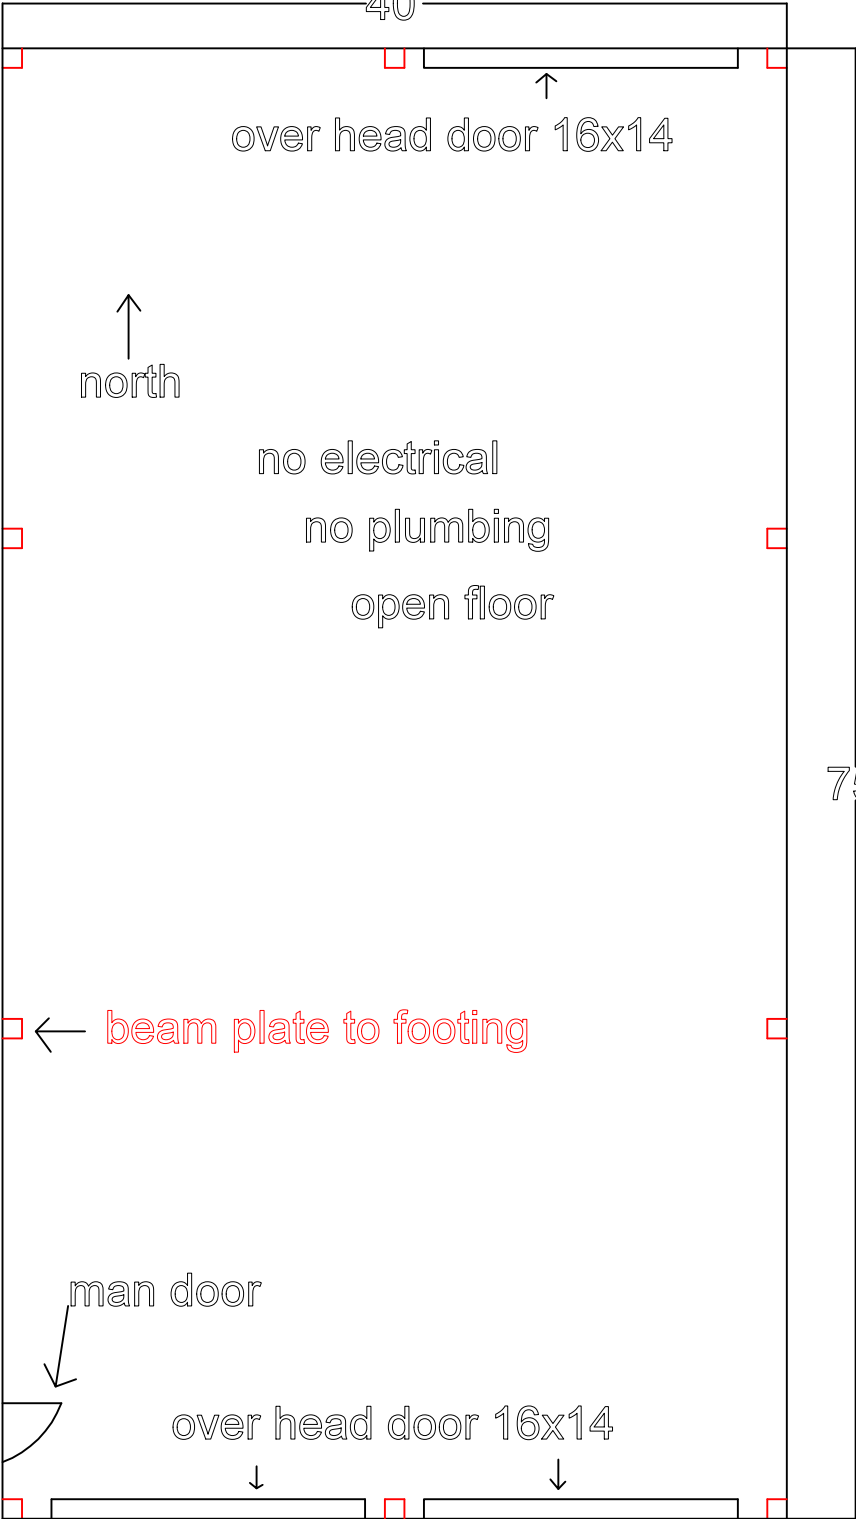 40
over head door 16x14
north
no electrical
no plumbing
open floor
75
beam plate to footing
man door
over head door 16x14